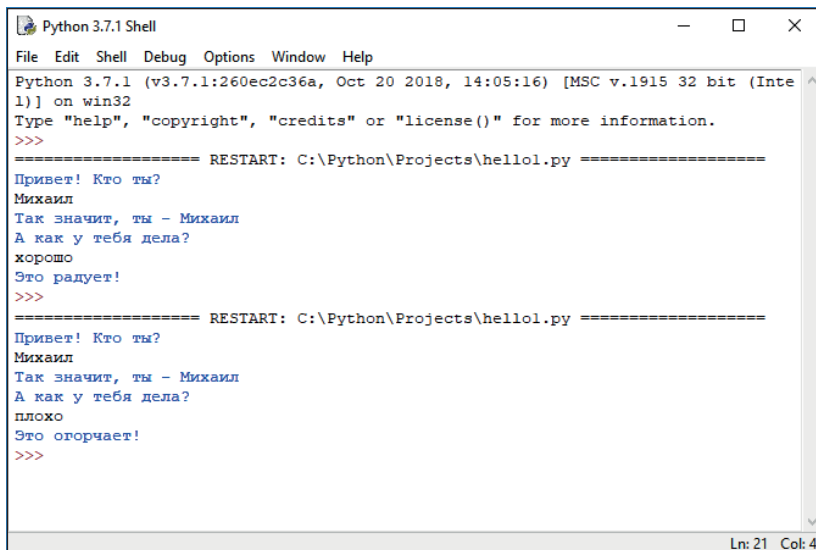 Python 3.7.1 Shell
File Edit Shell Debug Options Window Help
Python 3.7.1 (v3.7.1:260ec2c36a, Oct 20 2018, 14:05:16) [MSC v.1915 32 bit (Inte
l)] on win32
Type "help", "copyright", "credits" or "license()" for more information.
>>>
=================== RESTART: C:\Python\Projects\hello1.py ===================
Привет! Кто ты?
Михаил
Так значит, ты - Михаил
А как у тебя дела?
хорошо
Это радует!
>>>
=================== RESTART: C:\Python\Projects\hello1.py ===================
Привет! Кто ты?
Михаил
Так значит, ты - Михаил
А как у тебя дела?
плохо
Это огорчает!
>>>
Ln: 21 Col: 4